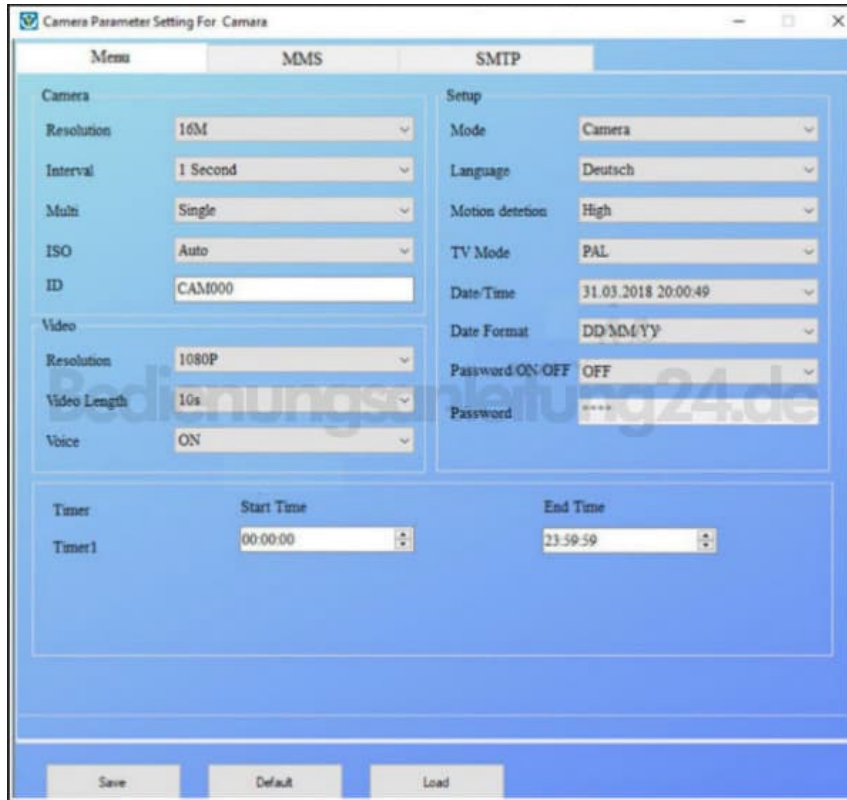 Camera Parameter Setting For Camara
Menu MMS SMTP
Camera
Resolution 16M
Interval 1 Second
Multi Single
ISO Auto
ID CAM000
Video
Resolution 1080P
Video Length 10s
Voice ON
Setup
Mode Camera
Language Deutsch
Motion detetion High
TV Mode PAL
Date/Time 31.03.2018 20:00:49
Date Format DD/MM/YY
Password/ON/OFF OFF
Password ****
Bedienungsanleitung24.de
Timer Start Time End Time
Timer1 00:00:00 23:59:59
Save Default Load